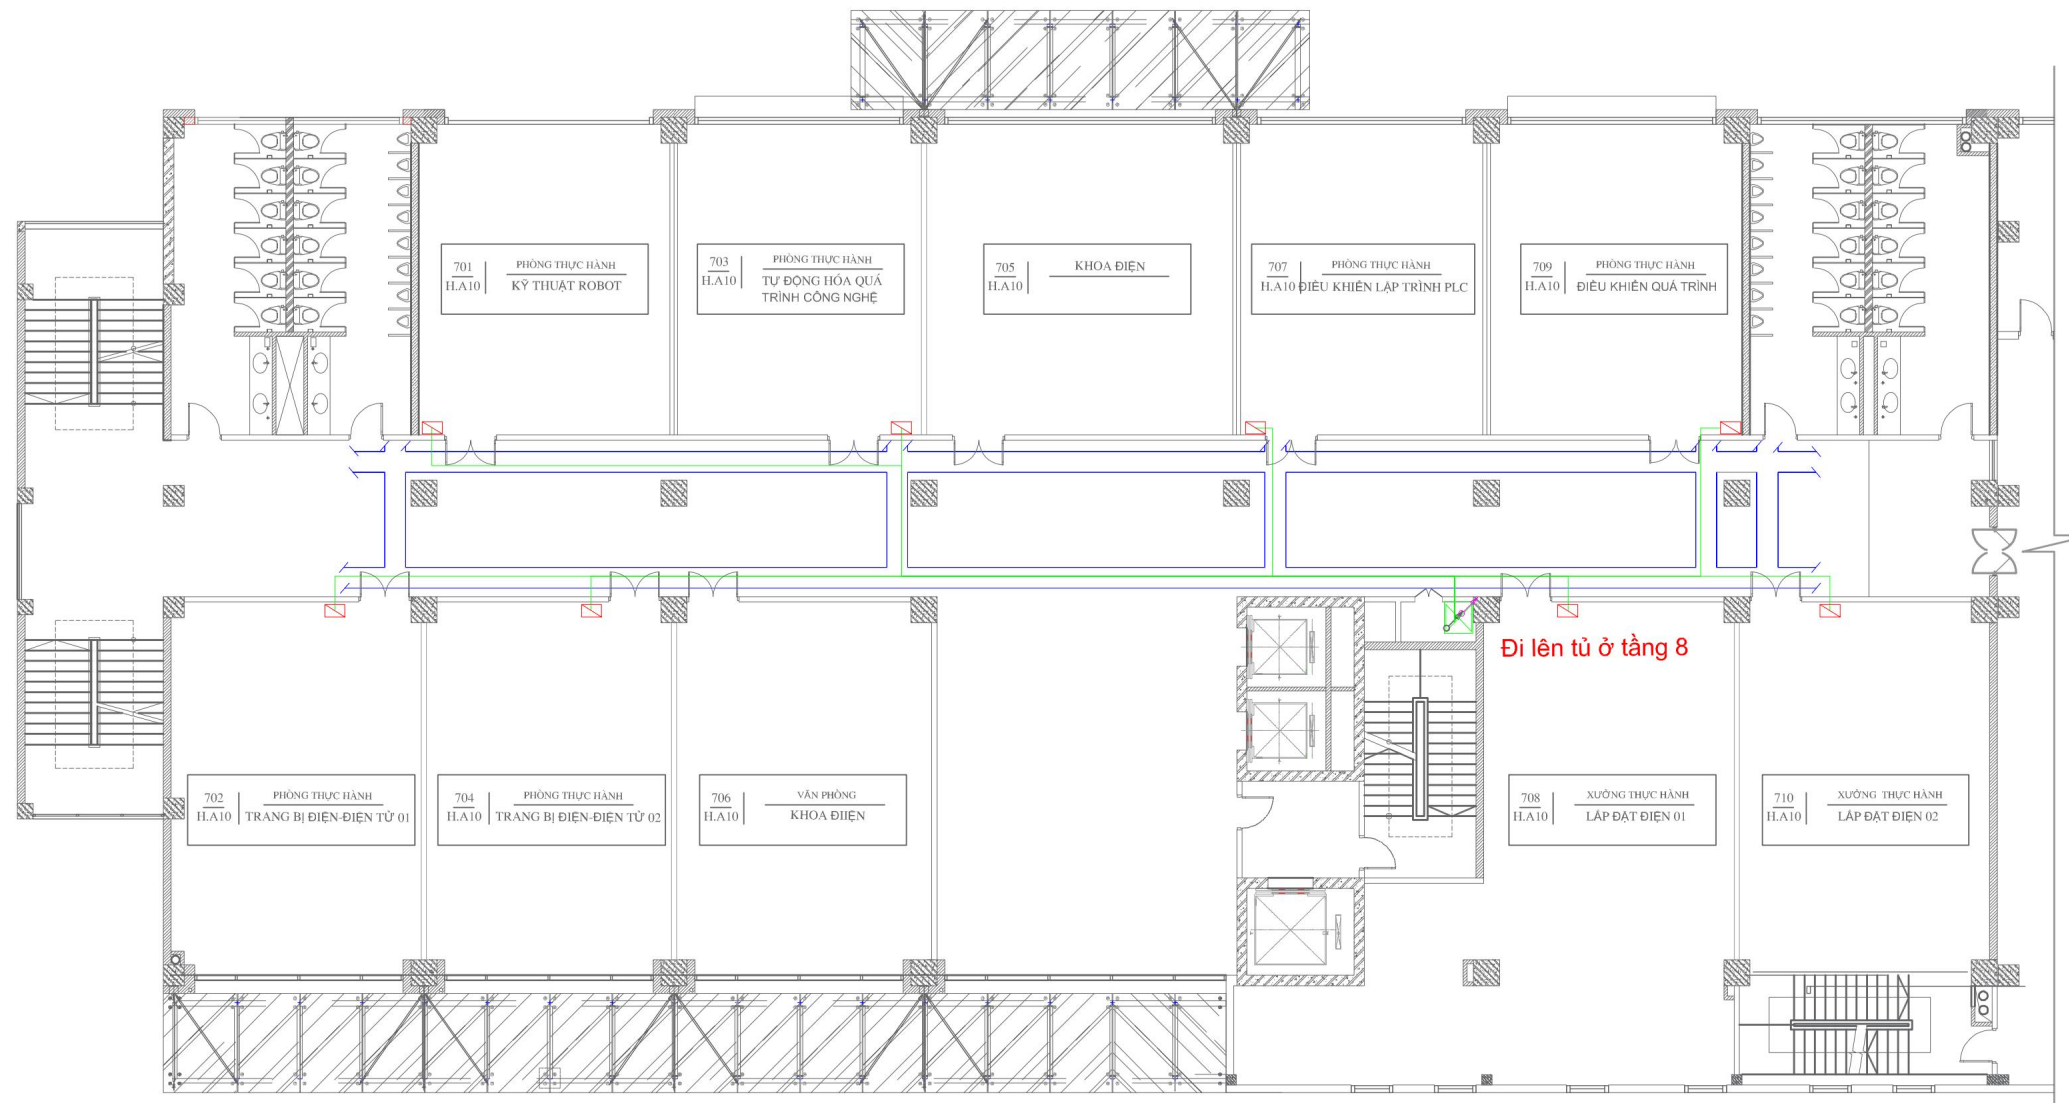 701
H.A10
PHÒNG THỰC HÀNH
KỸ THUẬT ROBOT
703
H.A10
PHÒNG THỰC HÀNH
TỰ ĐỘNG HÓA QUÁ
TRÌNH CÔNG NGHỆ
705
H.A10
KHOA ĐIỆN
707
H.A10
PHÒNG THỰC HÀNH
ĐIỀU KHIỂN LẬP TRÌNH PLC
709
H.A10
PHÒNG THỰC HÀNH
ĐIỀU KHIỂN QUÁ TRÌNH
Đi lên tủ ở tầng 8
702
H.A10
PHÒNG THỰC HÀNH
TRANG BỊ ĐIỆN-ĐIỆN TỬ 01
704
H.A10
PHÒNG THỰC HÀNH
TRANG BỊ ĐIỆN-ĐIỆN TỬ 02
706
H.A10
VĂN PHÒNG
KHOA ĐIIỆN
708
H.A10
XƯỞNG THỰC HÀNH
LẮP ĐẶT ĐIỆN 01
710
H.A10
XƯỞNG THỰC HÀNH
LẮP ĐẶT ĐIỆN 02